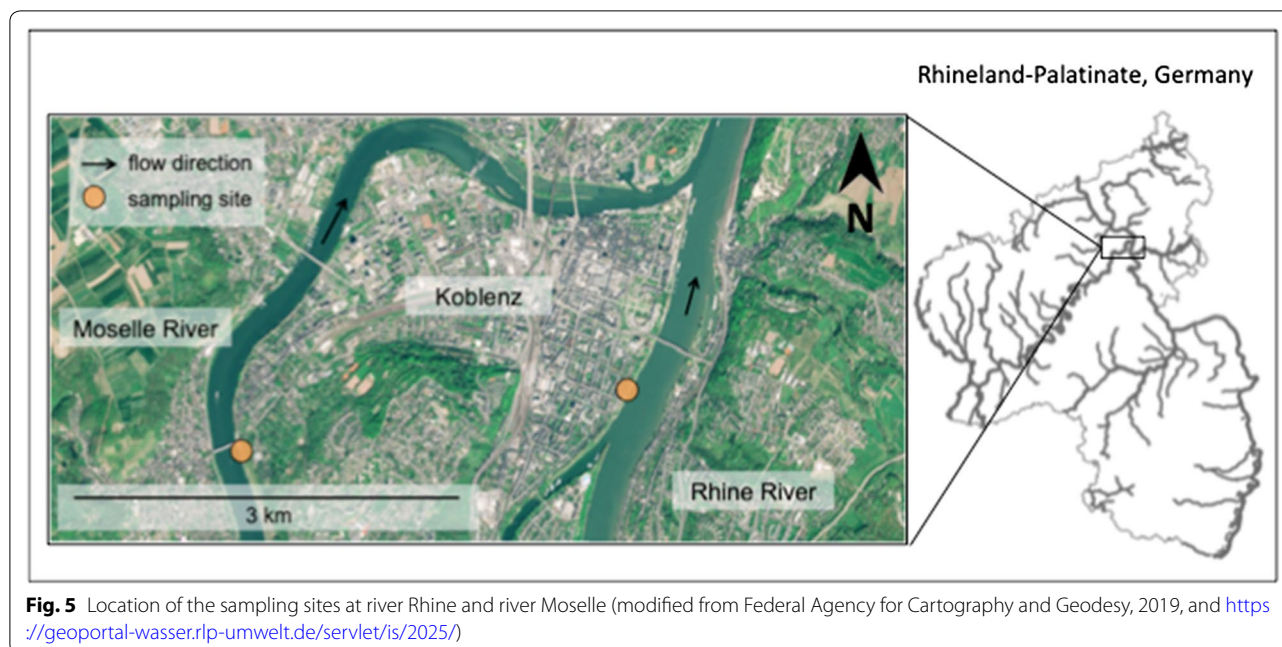 Rhineland-Palatinate, Germany
flow direction
sampling site
N
Koblenz
Moselle River
Rhine River
3 km
Fig. 5 Location of the sampling sites at river Rhine and river Moselle (modified from Federal Agency for Cartography and Geodesy, 2019, and https
://geoportal-wasser.rlp-umwelt.de/servlet/is/2025/)